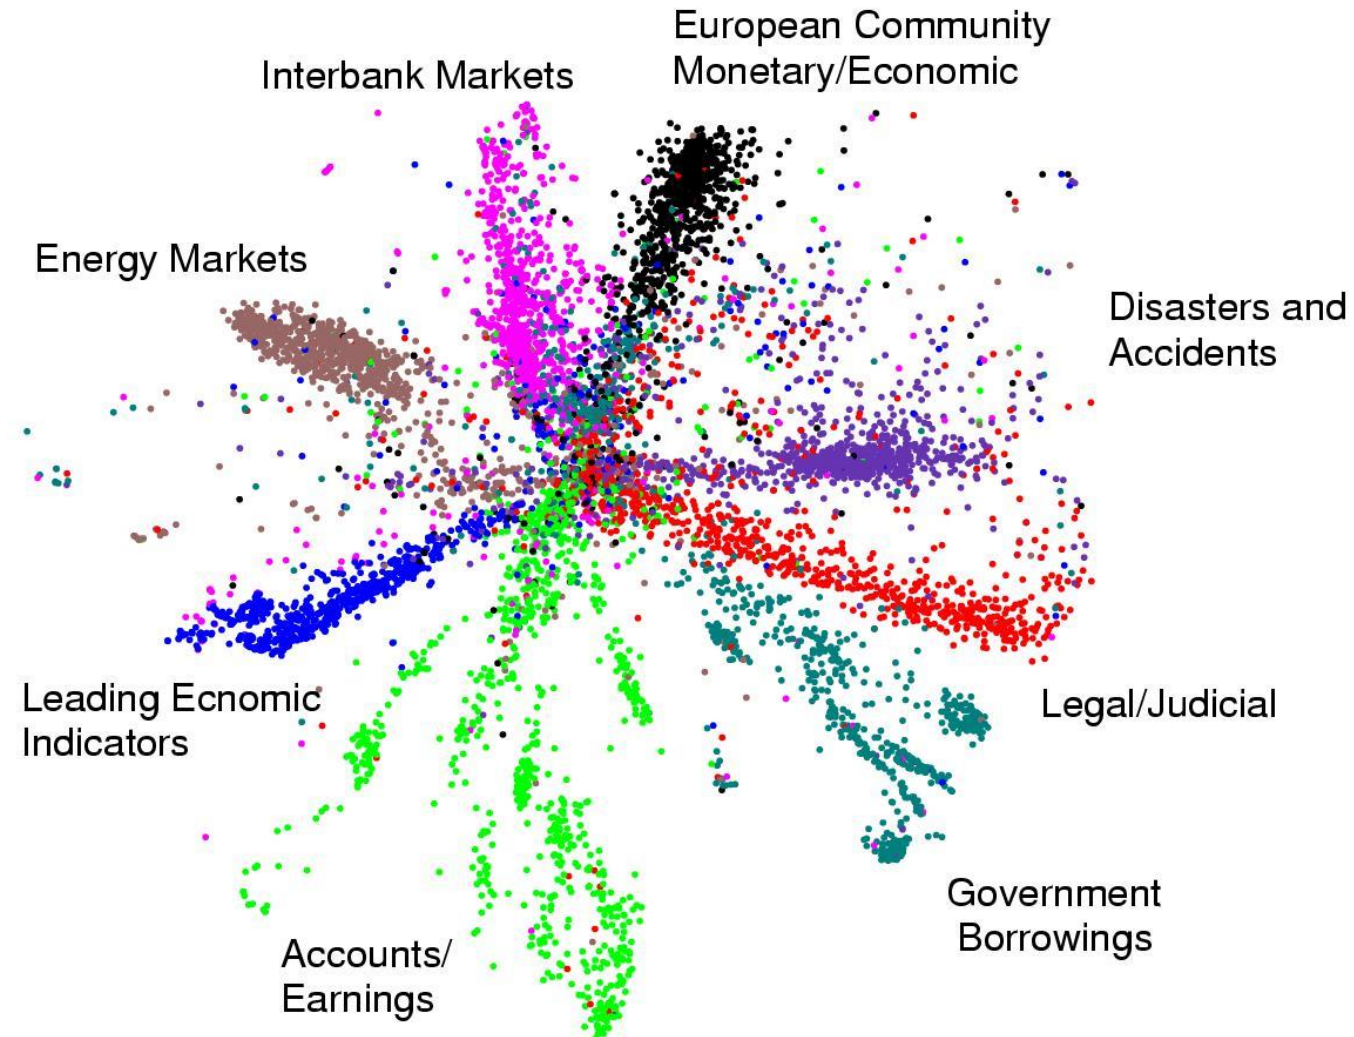 European Community
Monetary/Economic
Interbank Markets
Energy Markets
Disasters and
Accidents
Leading Ecnomic
Indicators
Legal/Judicial
Government
Borrowings
Accounts/
Earnings